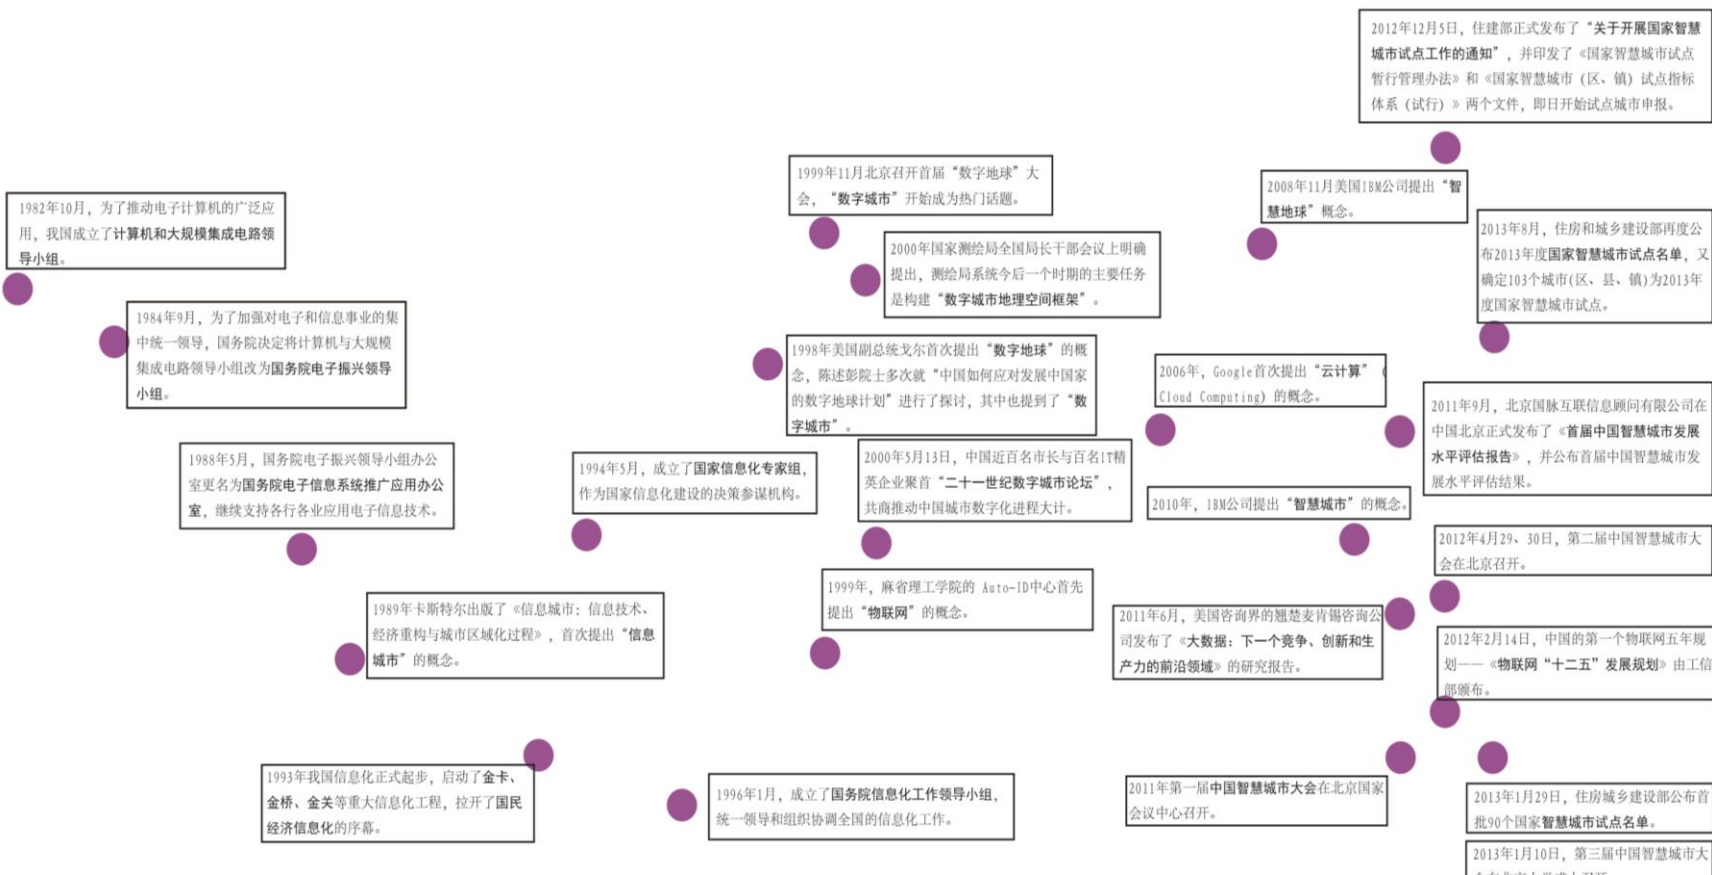 2012年12月5日，住建部正式发布了“关于开展国家智慧
城市试点工作的通知”，并印发了《国家智慧城市试点
暂行管理办法》和《国家智慧城市（区、镇）试点指标
体系（试行）》两个文件，即日开始试点城市申报。
1999年11月北京召开首届“数字地球”大
会，“数字城市”开始成为热门话题。
2008年11月美国IBM公司提出“智
慧地球”概念。
1982年10月，为了推动电子计算机的广泛应
用，我国成立了计算机和大规模集成电路领
导小组。
2013年8月，住房和城乡建设部再度公
布2013年度国家智慧城市试点名单，又
确定103个城市(区、县、镇)为2013年
度国家智慧城市试点。
2000年国家测绘局全国局长干部会议上明确
提出，测绘局系统今后一个时期的主要任务
是构建“数字城市地理空间框架”。
1984年9月，为了加强对电子和信息事业的集
中统一领导，国务院决定将计算机与大规模
集成电路领导小组改为国务院电子振兴领导
小组。
1998年美国副总统戈尔首次提出“数字地球”的概
念，陈述彭院士多次就“中国如何应对发展中国家
的数字地球计划”进行了探讨，其中也提到了“数
字城市”。
2006年，Google首次提出“云计算”（
Cloud Computing）的概念。
2011年9月，北京国脉互联信息顾问有限公司在
中国北京正式发布了《首届中国智慧城市发展
水平评估报告》，并公布首届中国智慧城市发
展水平评估结果。
1988年5月，国务院电子振兴领导小组办公
室更名为国务院电子信息系统推广应用办公
室，继续支持各行各业应用电子信息技术。
1994年5月，成立了国家信息化专家组，
作为国家信息化建设的决策参谋机构。
2000年5月13日，中国近百名市长与百名IT精
英企业聚首“二十一世纪数字城市论坛”，
共商推动中国城市数字化进程大计。
2010年，IBM公司提出“智慧城市”的概念。
2012年4月29、30日，第二届中国智慧城市大
会在北京召开。
1999年，麻省理工学院的 Auto-ID中心首先
提出“物联网”的概念。
1989年卡斯特尔出版了《信息城市：信息技术、
经济重构与城市区域化过程》，首次提出“信息
城市”的概念。
2011年6月，美国咨询界的翘楚麦肯锡咨询公
司发布了《大数据：下一个竞争、创新和生
产力的前沿领域》的研究报告。
2012年2月14日，中国的第一个物联网五年规
划——《物联网“十二五”发展规划》由工信
部颁布。
1993年我国信息化正式起步，启动了金卡、
金桥、金关等重大信息化工程，拉开了国民
经济信息化的序幕。
1996年1月，成立了国务院信息化工作领导小组，
统一领导和组织协调全国的信息化工作。
2011年第一届中国智慧城市大会在北京国家
会议中心召开。
2013年1月29日，住房城乡建设部公布首
批90个国家智慧城市试点名单。
2013年1月10日，第三届中国智慧城市大